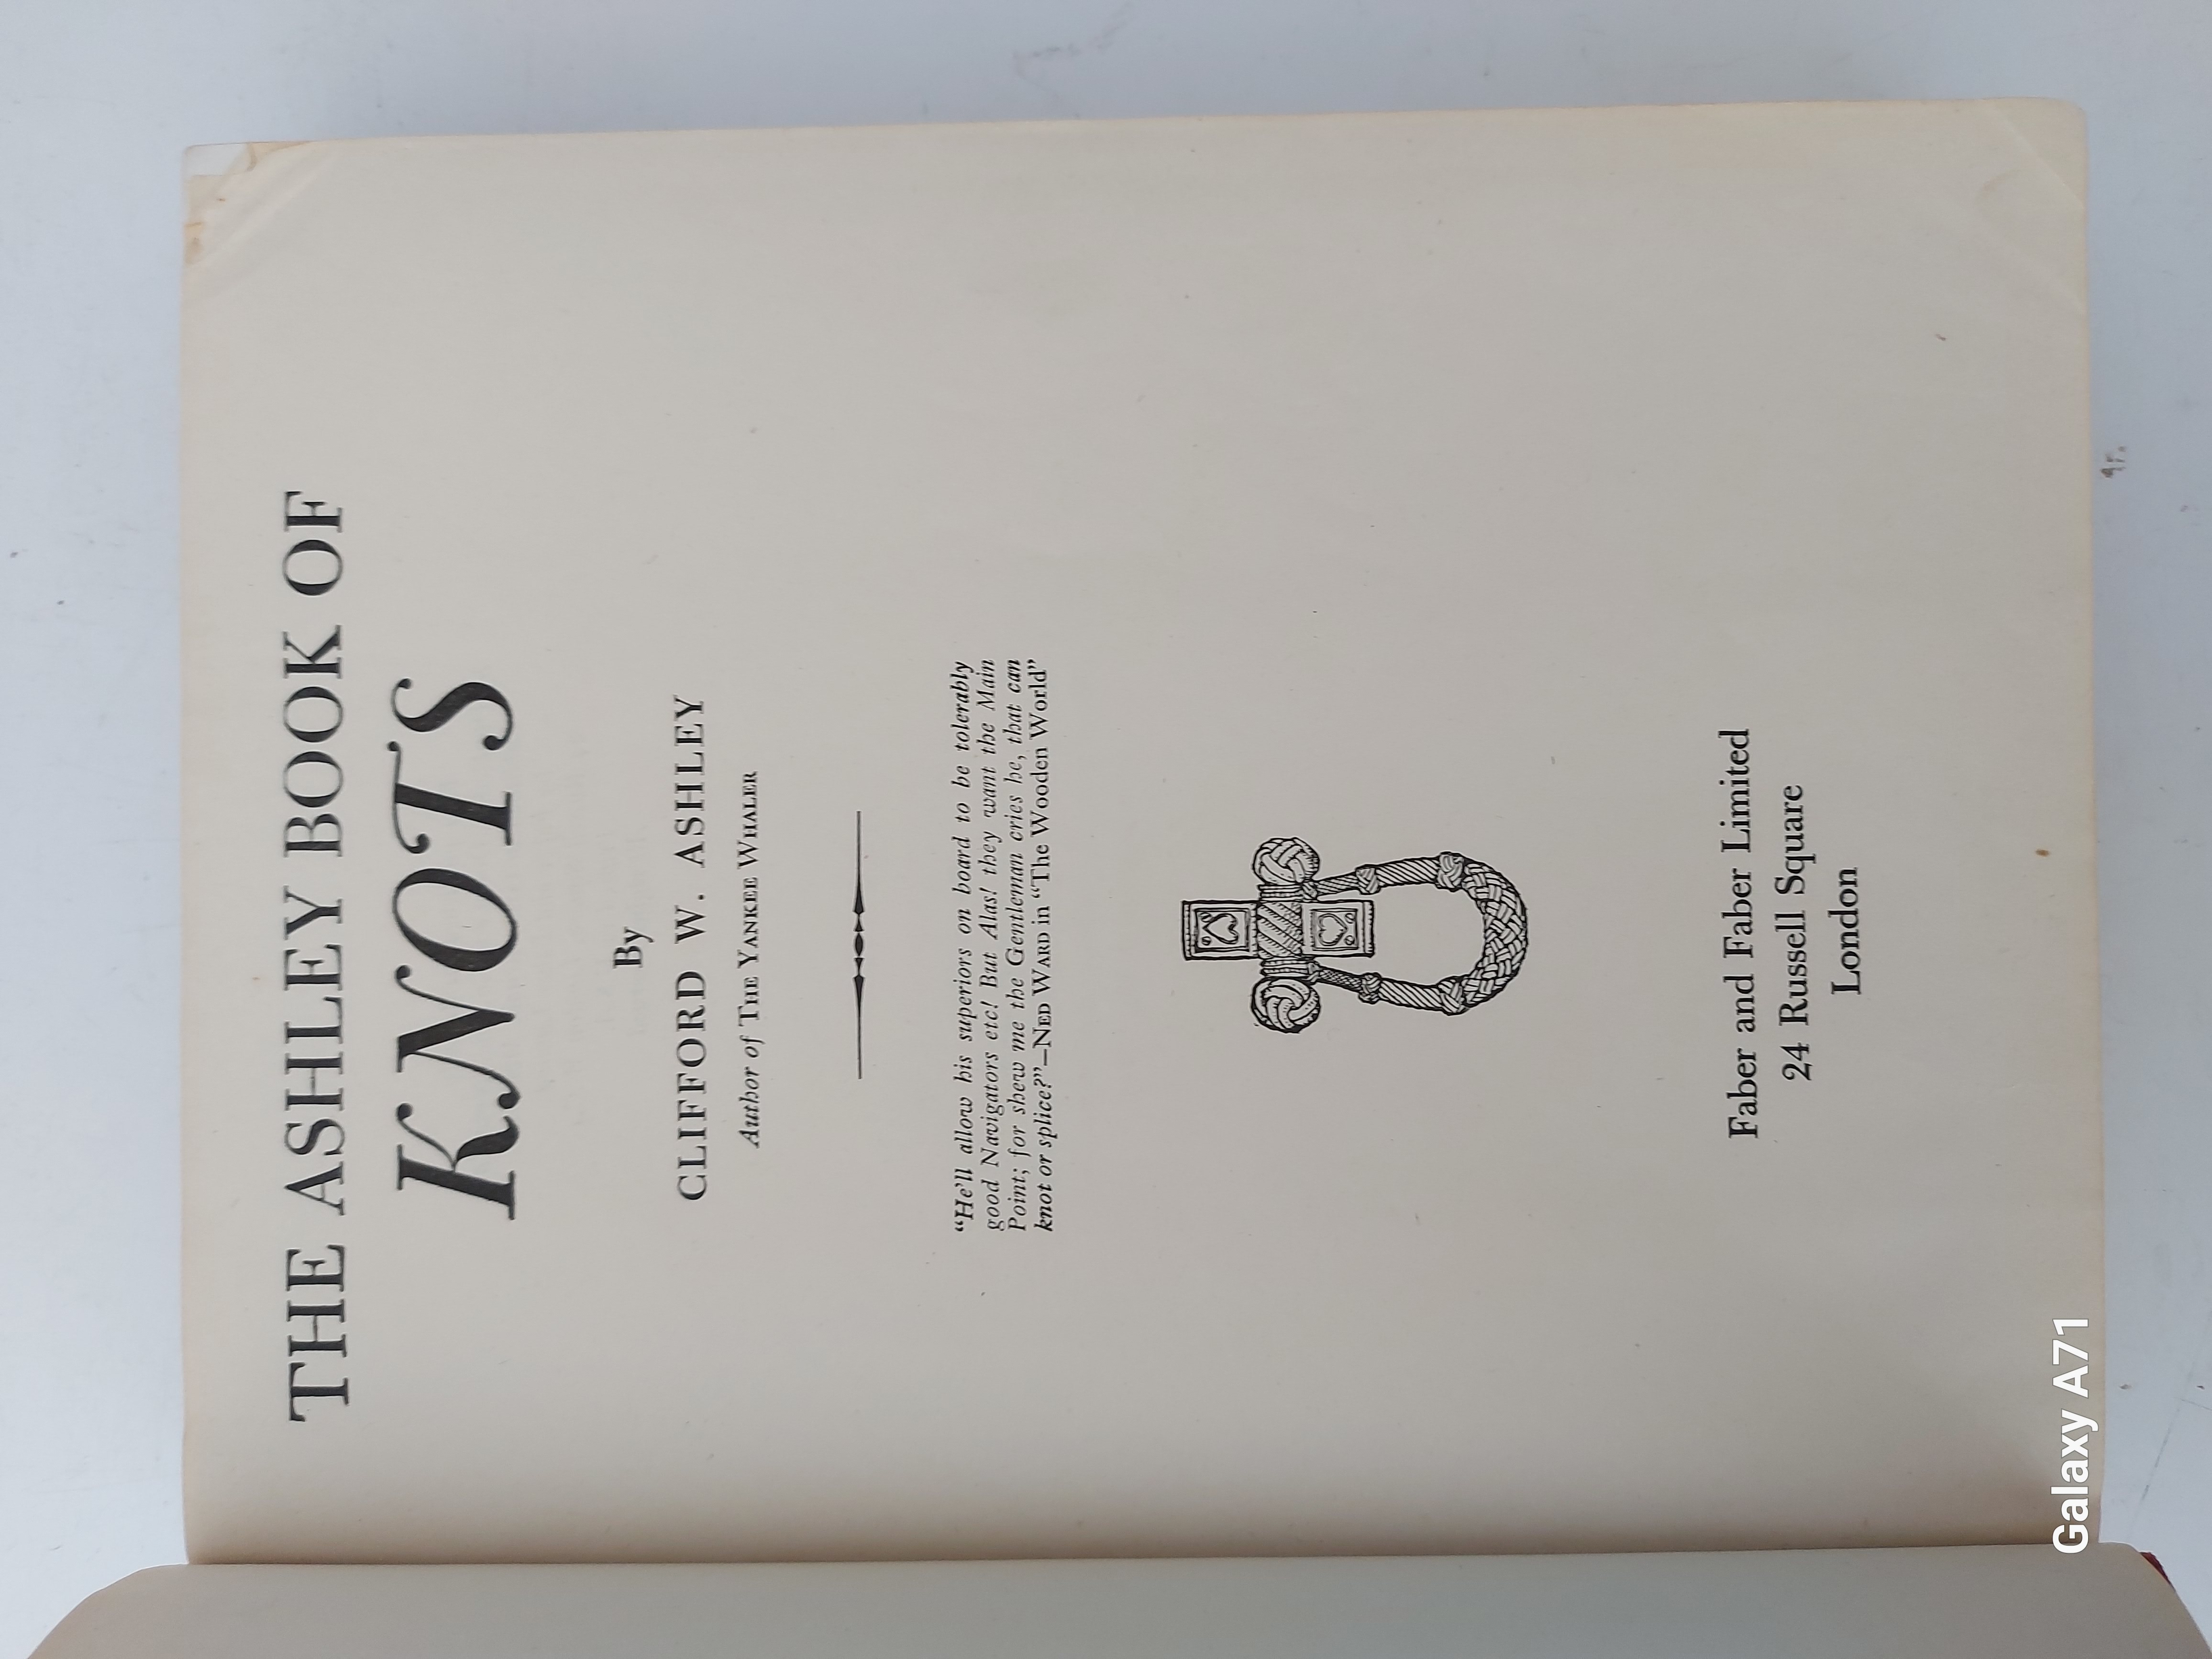 THE ASHLEY BOOK OF
KNOTS
By
CLIFFORD W. ASHLEY
Author of THE YANKEE WHALER
“He'll allow his superiors on board to be tolerably
good Navigators etc! But Alas! they want the Main
Point; for shew me the Gentleman cries he, that can
knot or splice?”—NED WARD in “The Wooden World”
Faber and Faber Limited
24 Russell Square
London
Galaxy A71